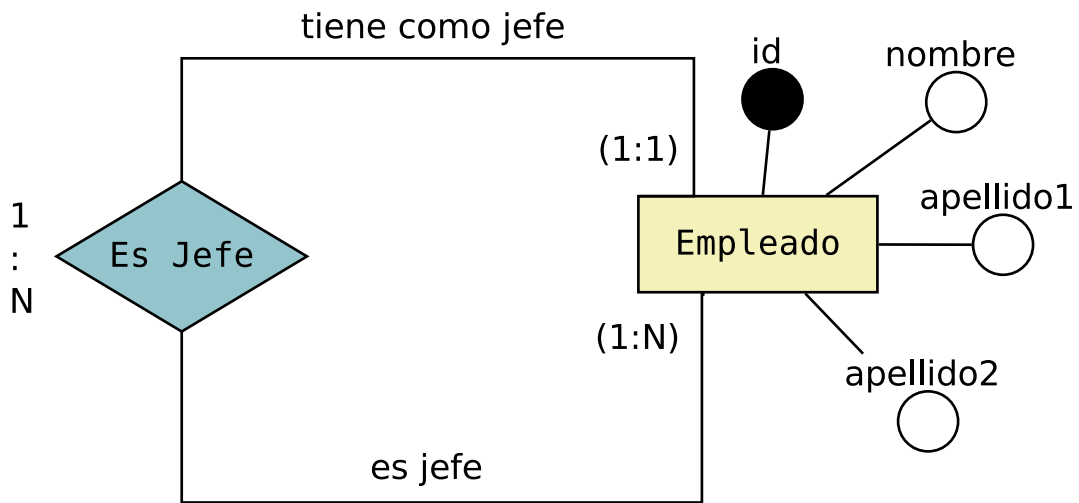 tiene como jefe
id
nombre
(1:1)
apellido1
1
:
N
Es Jefe
Empleado
(1:N)
apellido2
es jefe